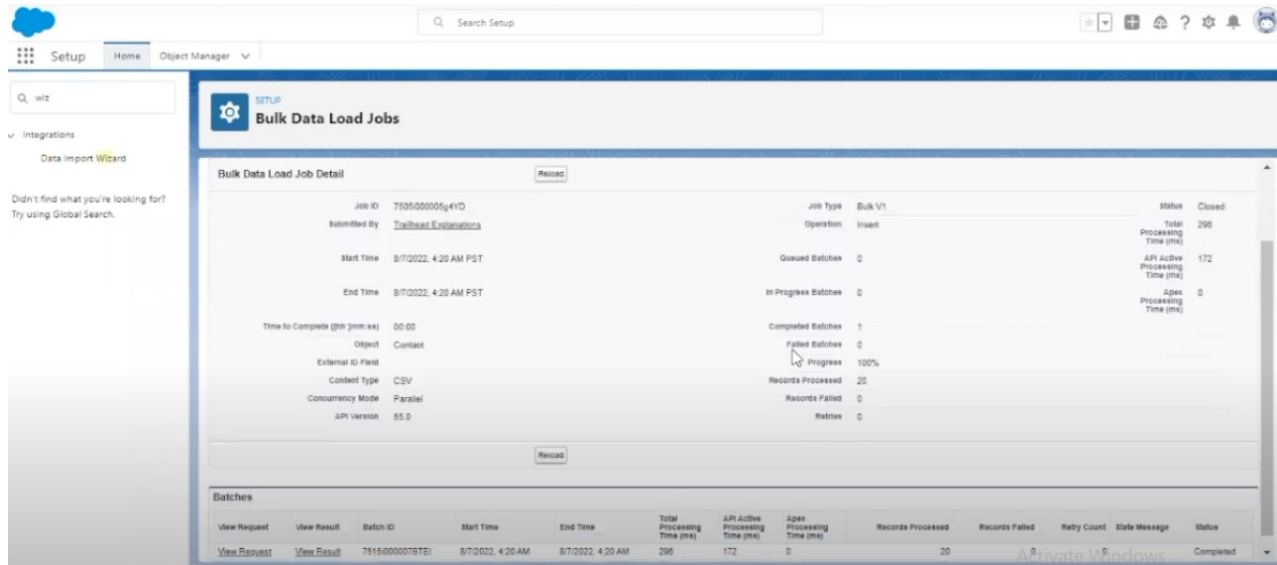 Search Setup
Setup Home Object Manager
wiz
Integrations
Data Import Wizard
Didn't find what you're looking for?
Try using Global Search.
SETUP
Bulk Data Load Jobs
Bulk Data Load Job Detail Reload
Job ID 7505i000005g4YD Job Type Bulk V1 Status Closed
Submitted By Trailhead Explanations Operation Insert Total Processing Time (ms) 296
Start Time 8/7/2022, 4:20 AM PST Queued Batches 0 API Active Processing Time (ms) 172
End Time 8/7/2022, 4:20 AM PST In Progress Batches 0 Apex Processing Time (ms) 0
Time to Complete ([hh:]mm:ss) 00:00 Completed Batches 1
Object Contact Failed Batches 0
External ID Field Progress 100%
Content Type CSV Records Processed 20
Concurrency Mode Parallel Records Failed 0
API Version 55.0 Retries 0
Reload
Batches
View Request View Result Batch ID Start Time End Time Total Processing Time (ms) API Active Processing Time (ms) Apex Processing Time (ms) Records Processed Records Failed Retry Count State Message Status
View Request View Result 7515i000007BTEI 8/7/2022, 4:20 AM 8/7/2022, 4:20 AM 296 172 0 20 0 0 Completed
Activate Windows